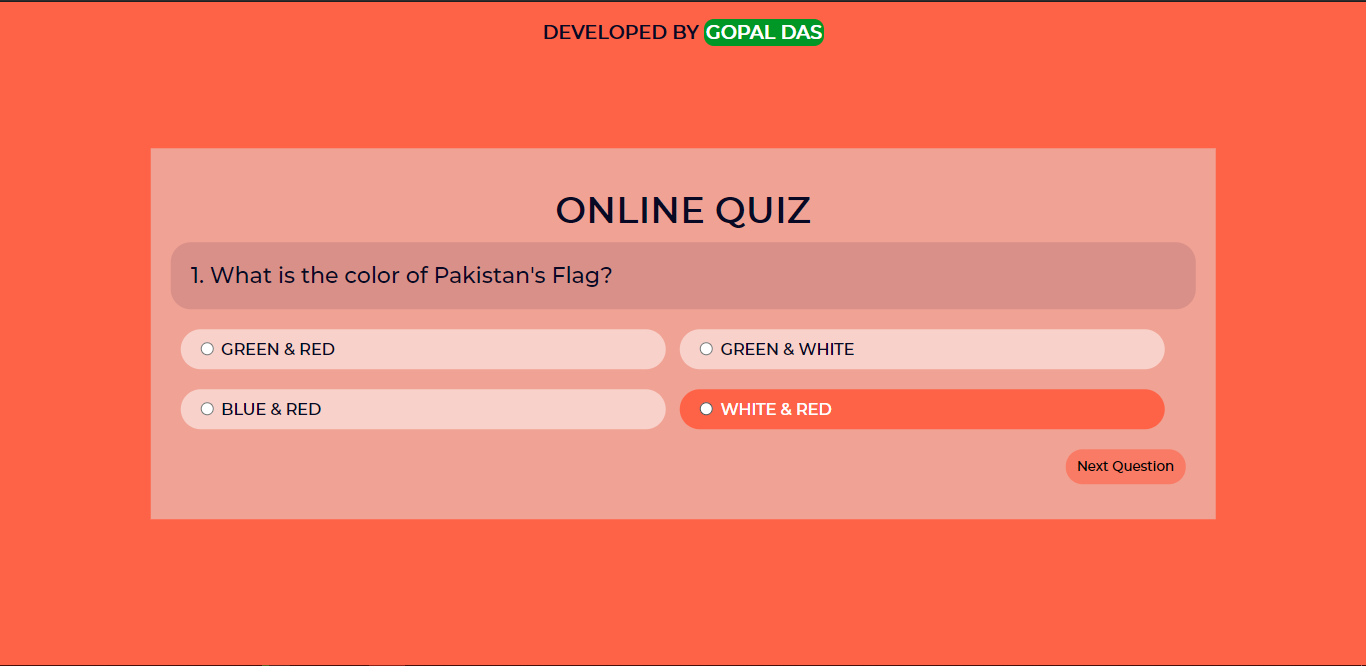 DEVELOPED BY GOPAL DAS
ONLINE QUIZ
1. What is the color of Pakistan's Flag?
GREEN & RED
GREEN & WHITE
BLUE & RED
WHITE & RED
Next Question